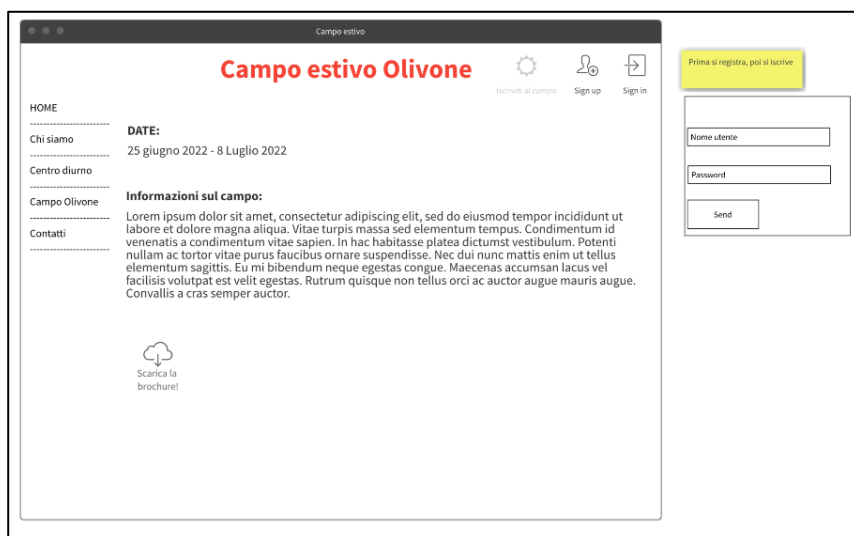 Campo estivo
Campo estivo Olivone
Iscriviti al campo
Sign up
Sign in
HOME
Chi siamo
Centro diurno
Campo Olivone
Contatti
DATE:
25 giugno 2022 - 8 Luglio 2022
Informazioni sul campo:
Lorem ipsum dolor sit amet, consectetur adipiscing elit, sed do eiusmod tempor incididunt ut
labore et dolore magna aliqua. Vitae turpis massa sed elementum tempus. Condimentum id
venenatis a condimentum vitae sapien. In hac habitasse platea dictumst vestibulum. Potenti
nullam ac tortor vitae purus faucibus ornare suspendisse. Nec dui nunc mattis enim ut tellus
elementum sagittis. Eu mi bibendum neque egestas congue. Maecenas accumsan lacus vel
facilisis volutpat est velit egestas. Rutrum quisque non tellus orci ac auctor augue mauris augue.
Convallis a cras semper auctor.
Scarica la
brochure!
Prima si registra, poi si iscrive
Nome utente
Password
Send